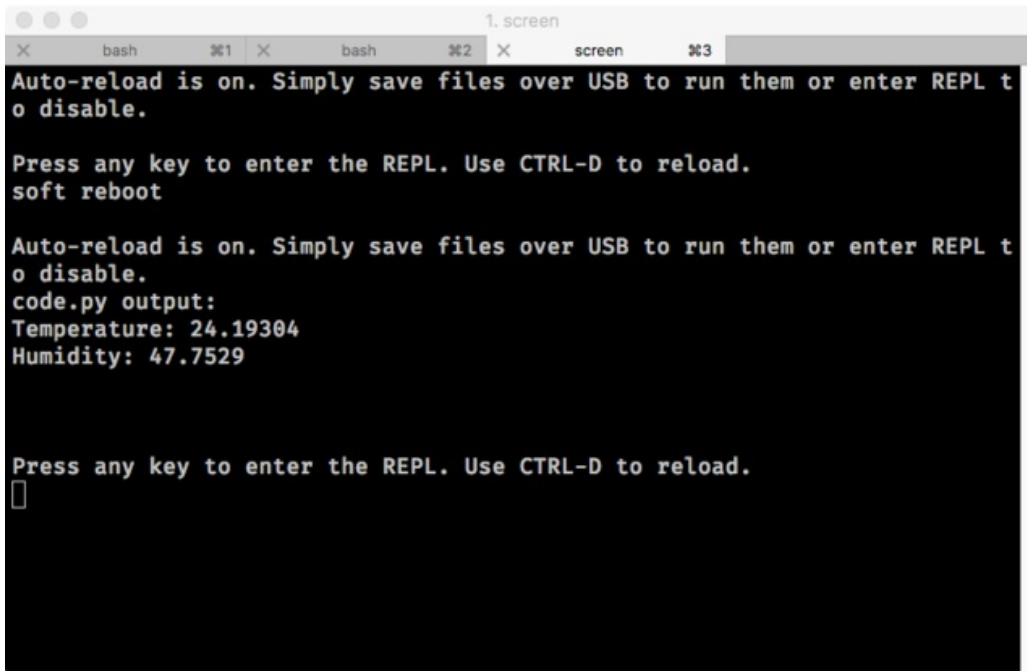 1. screen
× bash ⌘1 × bash ⌘2 × screen ⌘3
Auto-reload is on. Simply save files over USB to run them or enter REPL t
o disable.
Press any key to enter the REPL. Use CTRL-D to reload.
soft reboot
Auto-reload is on. Simply save files over USB to run them or enter REPL t
o disable.
code.py output:
Temperature: 24.19304
Humidity: 47.7529
Press any key to enter the REPL. Use CTRL-D to reload.